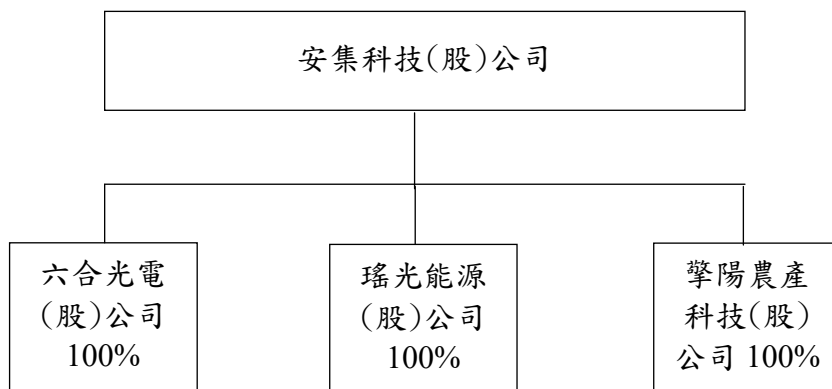 安集科技(股)公司
六合光電
(股)公司
100%
瑤光能源
(股)公司
100%
擎陽農產
科技(股)
公司 100%